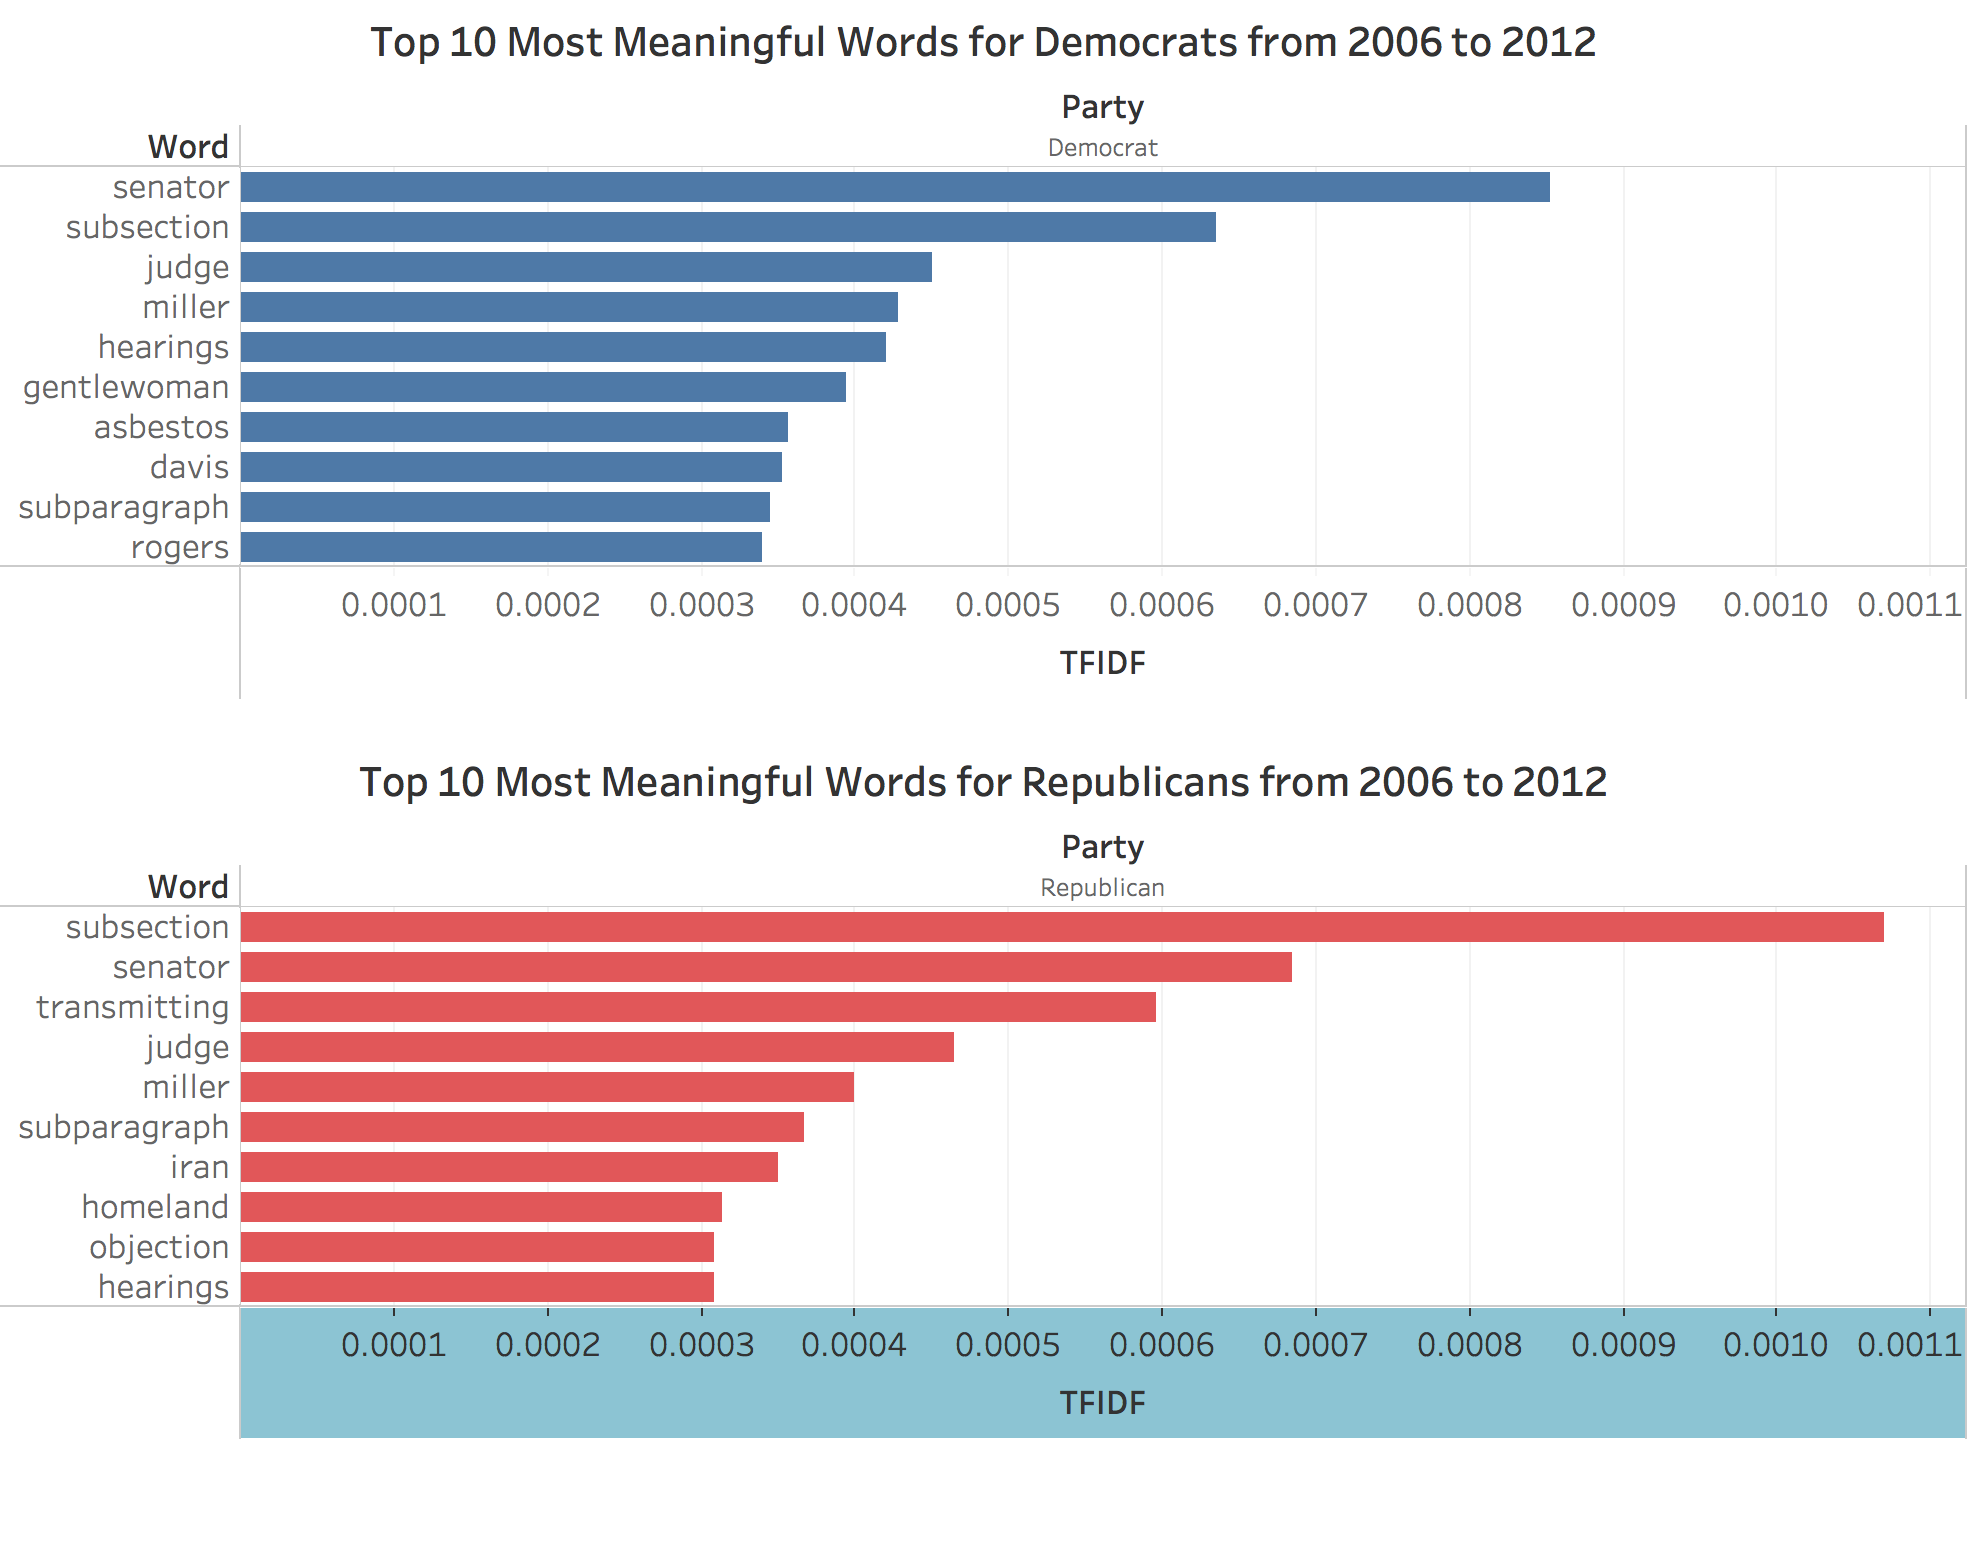 Top 10 Most Meaningful Words for Democrats from 2006 to 2012
Party
Word
Democrat
senator
subsection
judge
miller
hearings
gentlewoman
asbestos
davis
subparagraph
rogers
0.0001 0.0002 0.0003 0.0004 0.0005 0.0006 0.0007 0.0008 0.0009 0.0010 0.0011
TFIDF
Top 10 Most Meaningful Words for Republicans from 2006 to 2012
Party
Word
Republican
subsection
senator
transmitting
judge
miller
subparagraph
iran
homeland
objection
hearings
0.0001 0.0002 0.0003 0.0004 0.0005 0.0006 0.0007 0.0008 0.0009 0.0010 0.0011
TFIDF